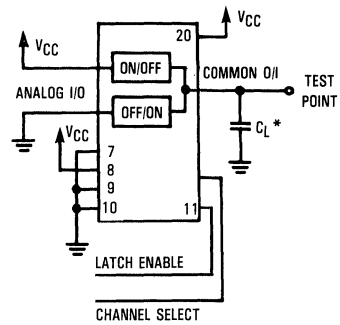 VCC
20
VCC
ON/OFF
COMMON O/I
TEST
POINT
ANALOG I/O
OFF/ON
CL*
VCC
7
8
9
10
11
LATCH ENABLE
CHANNEL SELECT